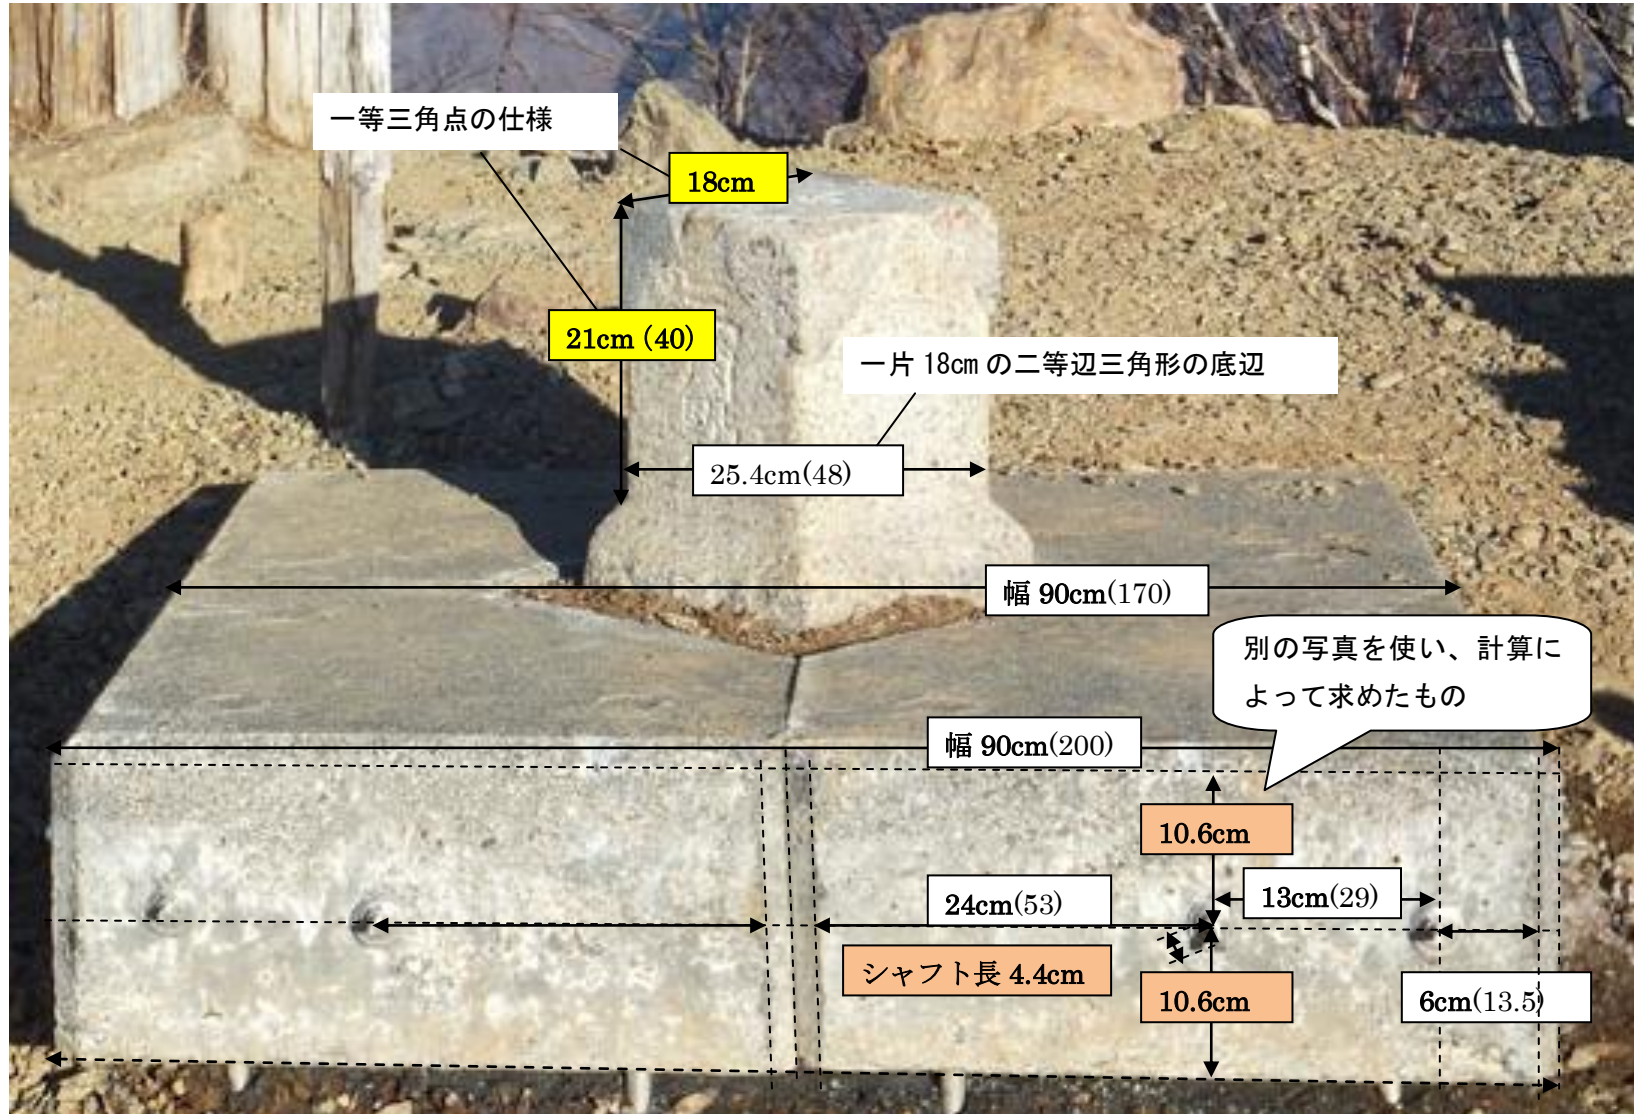 一等三角点の仕様
18cm
21cm (40)
一片 18cm の二等辺三角形の底辺
25.4cm(48)
幅 90cm(170)
別の写真を使い、計算に
よって求めたもの
幅 90cm(200)
10.6cm
24cm(53)
13cm(29)
シャフト長 4.4cm
10.6cm
6cm(13.5)